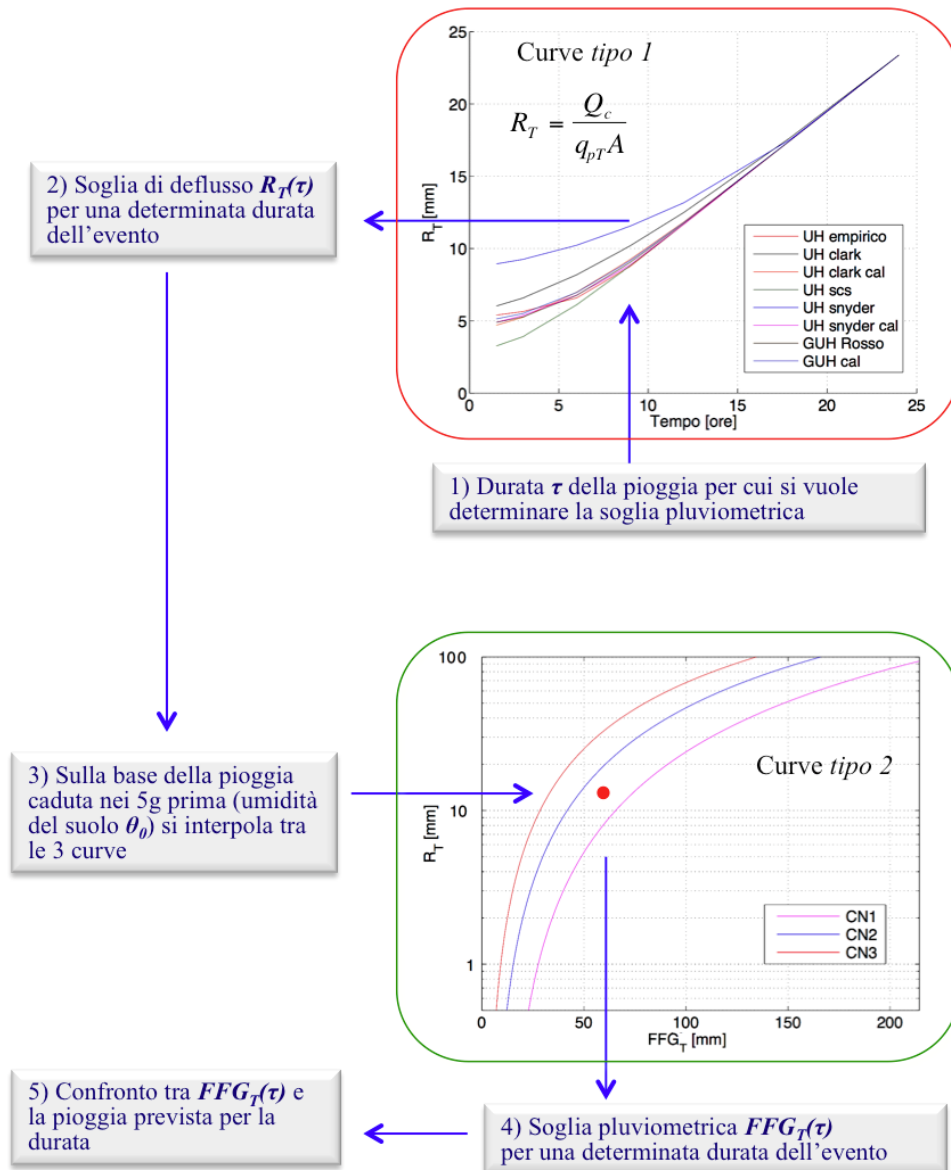 Curve tipo 1
R_T = Q_c / q_{pT} A
25
20
15
10
5
0
R_T [mm]
0 5 10 15 20 25
Tempo [ore]
UH empirico
UH clark
UH clark cal
UH scs
UH snyder
UH snyder cal
GUH Rosso
GUH cal
2) Soglia di deflusso R_T(τ)
per una determinata durata
dell’evento
1) Durata τ della pioggia per cui si vuole
determinare la soglia pluviometrica
3) Sulla base della pioggia
caduta nei 5g prima (umidità
del suolo θ_0) si interpola tra
le 3 curve
Curve tipo 2
100
10
1
R_T [mm]
0 50 100 150 200
FFG_T [mm]
CN1
CN2
CN3
5) Confronto tra FFG_T(τ) e
la pioggia prevista per la
durata
4) Soglia pluviometrica FFG_T(τ)
per una determinata durata dell’evento